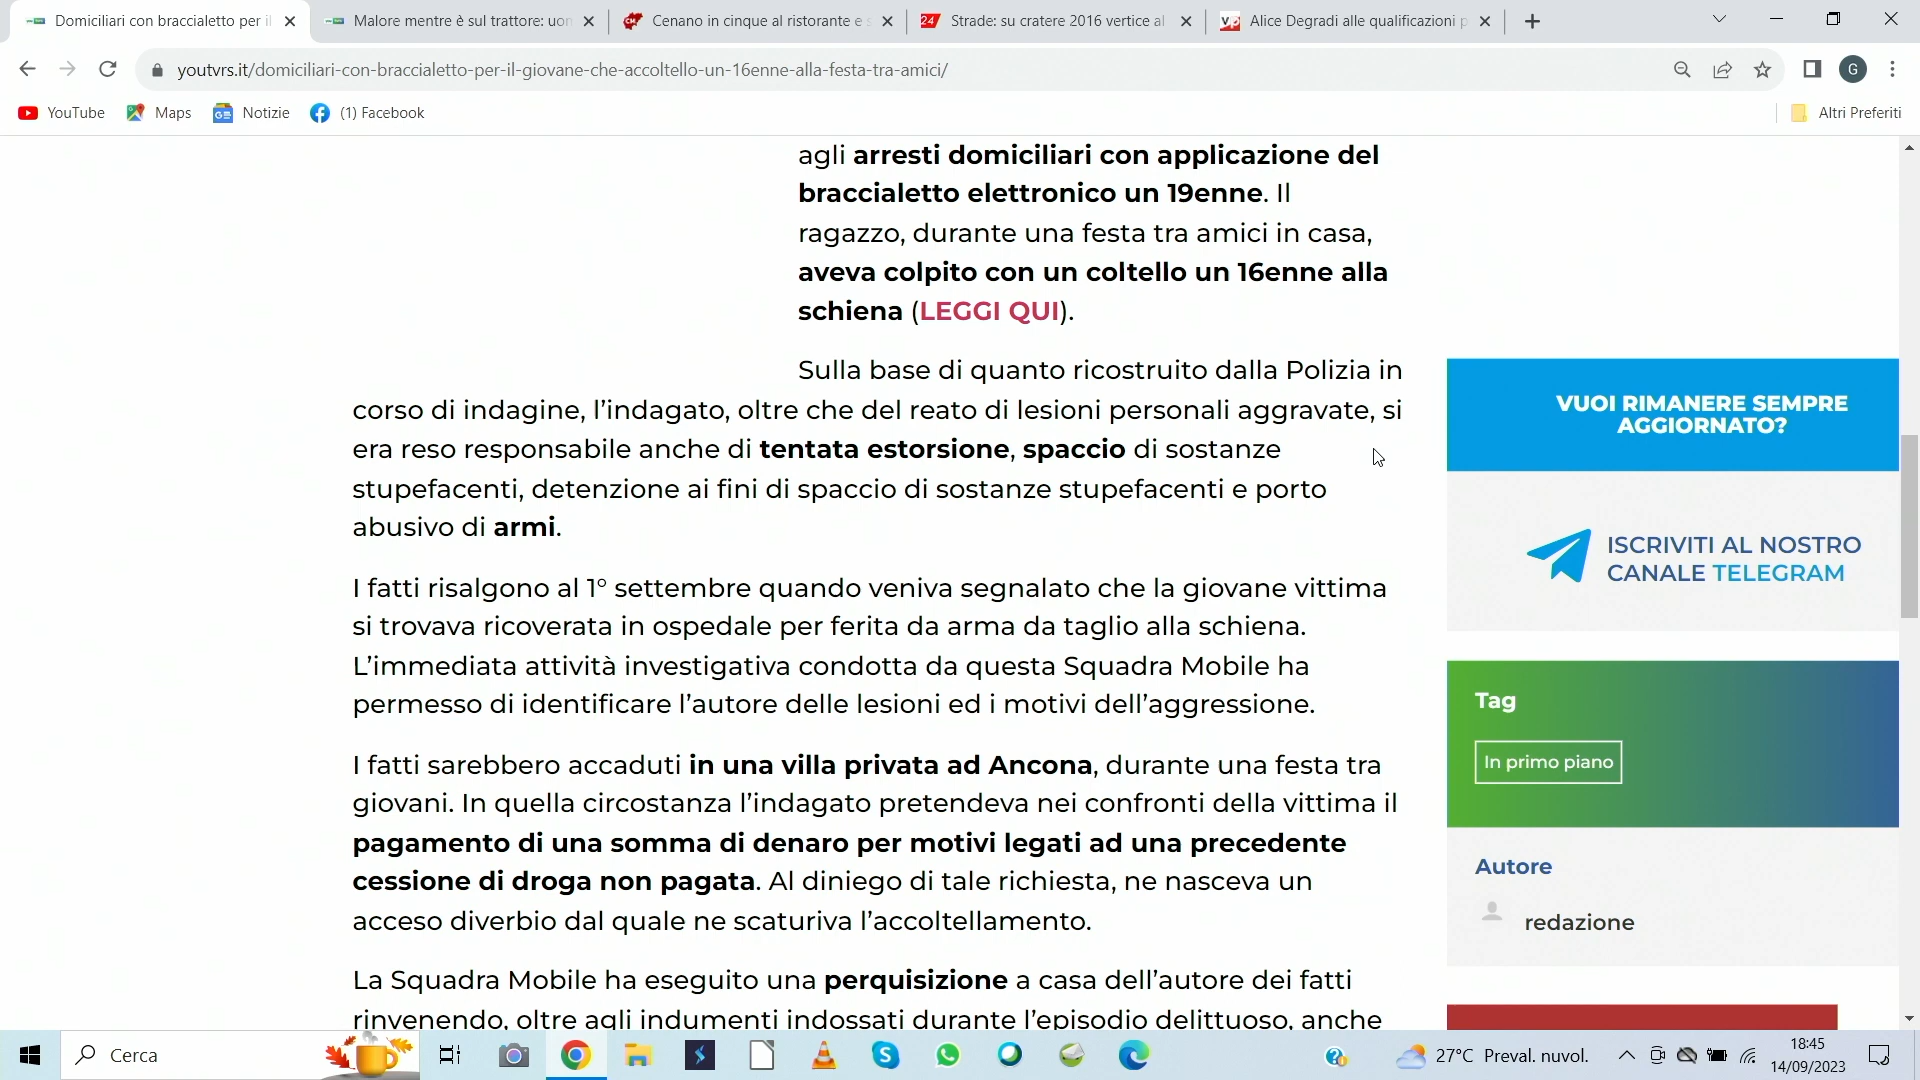 Domiciliari con braccialetto per il
Malore mentre è sul trattore: uon
Cenano in cinque al ristorante e s
Strade: su cratere 2016 vertice al
Alice Degradi alle qualificazioni p
youtvrs.it/domiciliari-con-braccialetto-per-il-giovane-che-accoltello-un-16enne-alla-festa-tra-amici/
G
YouTube
Maps
Notizie
(1) Facebook
Altri Preferiti
agli arresti domiciliari con applicazione del
braccialetto elettronico un 19enne. Il
ragazzo, durante una festa tra amici in casa,
aveva colpito con un coltello un 16enne alla
schiena (LEGGI QUI).
Sulla base di quanto ricostruito dalla Polizia in
corso di indagine, l’indagato, oltre che del reato di lesioni personali aggravate, si
era reso responsabile anche di tentata estorsione, spaccio di sostanze
stupefacenti, detenzione ai fini di spaccio di sostanze stupefacenti e porto
abusivo di armi.
I fatti risalgono al 1° settembre quando veniva segnalato che la giovane vittima
si trovava ricoverata in ospedale per ferita da arma da taglio alla schiena.
L’immediata attività investigativa condotta da questa Squadra Mobile ha
permesso di identificare l’autore delle lesioni ed i motivi dell’aggressione.
I fatti sarebbero accaduti in una villa privata ad Ancona, durante una festa tra
giovani. In quella circostanza l’indagato pretendeva nei confronti della vittima il
pagamento di una somma di denaro per motivi legati ad una precedente
cessione di droga non pagata. Al diniego di tale richiesta, ne nasceva un
acceso diverbio dal quale ne scaturiva l’accoltellamento.
La Squadra Mobile ha eseguito una perquisizione a casa dell’autore dei fatti
rinvenendo, oltre agli indumenti indossati durante l’episodio delittuoso, anche
VUOI RIMANERE SEMPRE
AGGIORNATO?
ISCRIVITI AL NOSTRO
CANALE TELEGRAM
Tag
In primo piano
Autore
redazione
Cerca
27°C Preval. nuvol.
18:45
14/09/2023